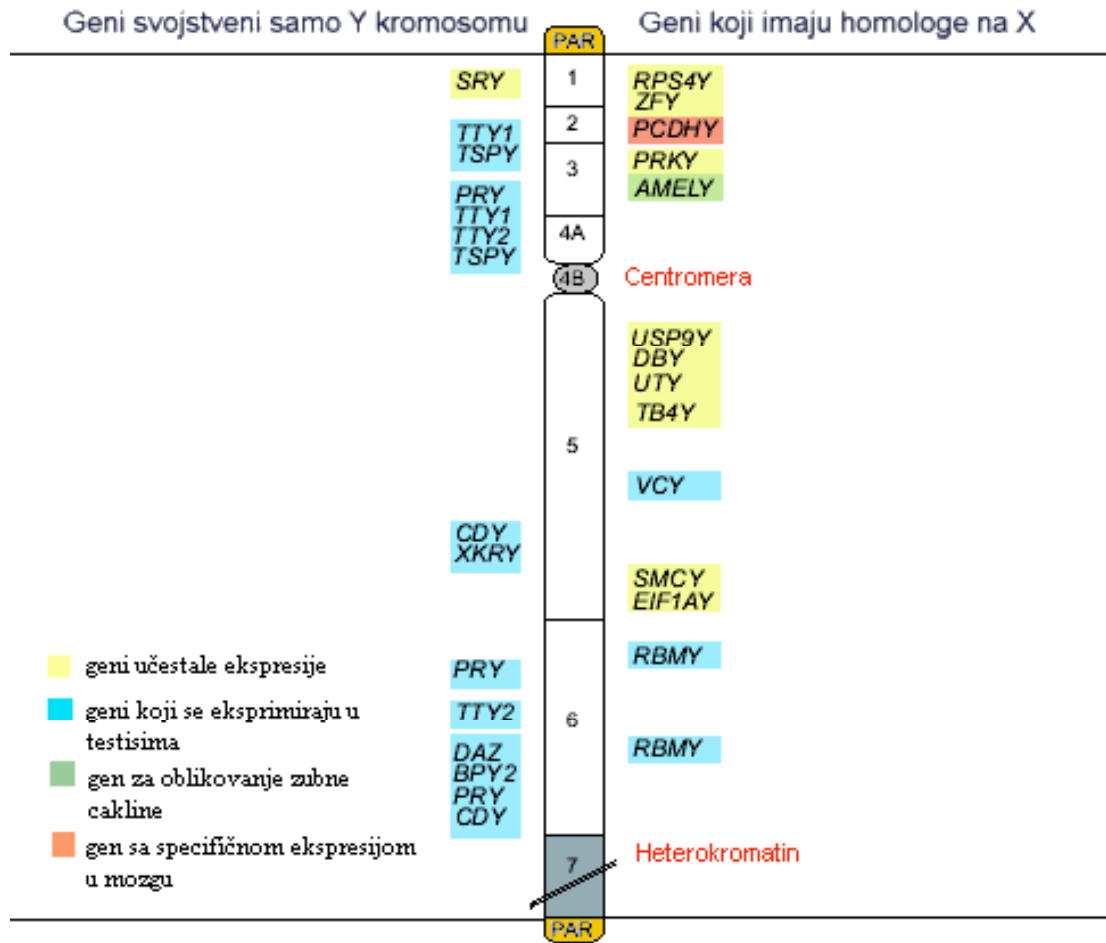 Geni svojstveni samo Y kromosomu
Geni koji imaju homologe na X
PAR
1
2
3
4A
4B
5
6
7
PAR
SRY
TTY1
TSPY
PRY
TTY1
TTY2
TSPY
CDY
XKRY
PRY
TTY2
DAZ
BPY2
PRY
CDY
RPS4Y
ZFY
PCDHY
PRKY
AMELY
Centromera
USP9Y
DBY
UTY
TB4Y
VCY
SMCY
EIF1AY
RBMY
RBMY
Heterokromatin
geni učestale ekspresije
geni koji se eksprimiraju u
testisima
gen za oblikovanje zubne
cakline
gen sa specifičnom ekspresijom
u mozgu